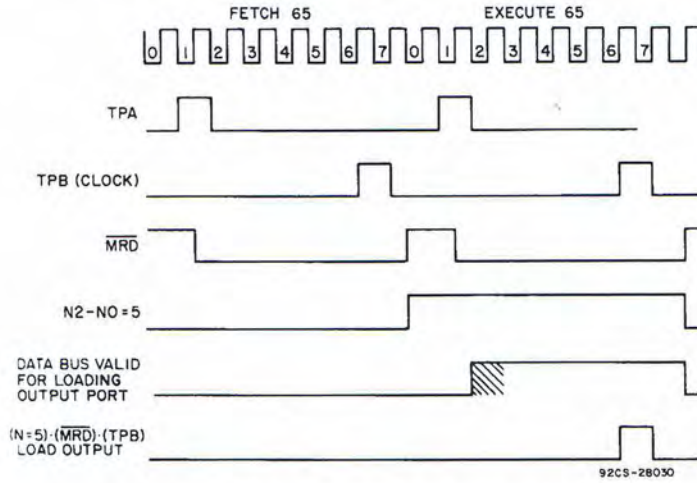 FETCH 65 EXECUTE 65
0 1 2 3 4 5 6 7 0 1 2 3 4 5 6 7
TPA
TPB (CLOCK)
MRD
N2-N0=5
DATA BUS VALID
FOR LOADING
OUTPUT PORT
(N=5)·(MRD)·(TPB)
LOAD OUTPUT
92CS-28030